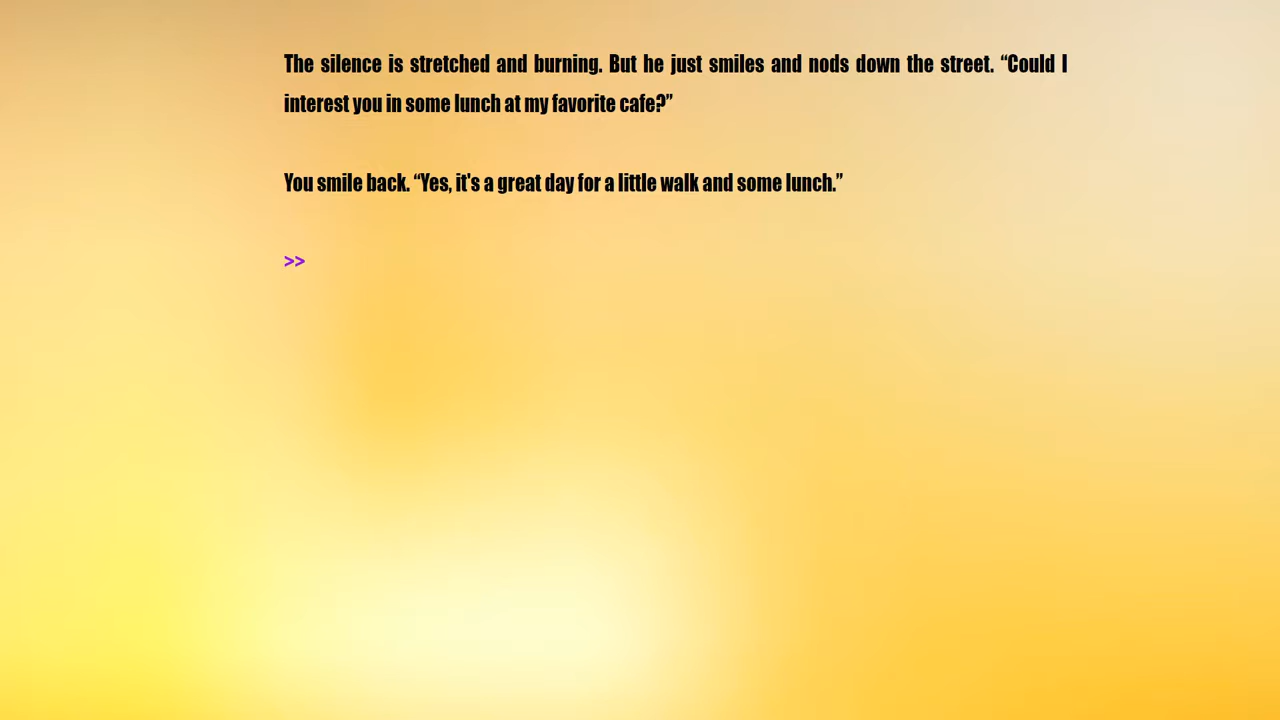 The silence is stretched and burning. But he just smiles and nods down the street. “Could I
interest you in some lunch at my favorite cafe?”
You smile back. “Yes, it's a great day for a little walk and some lunch.”
>>